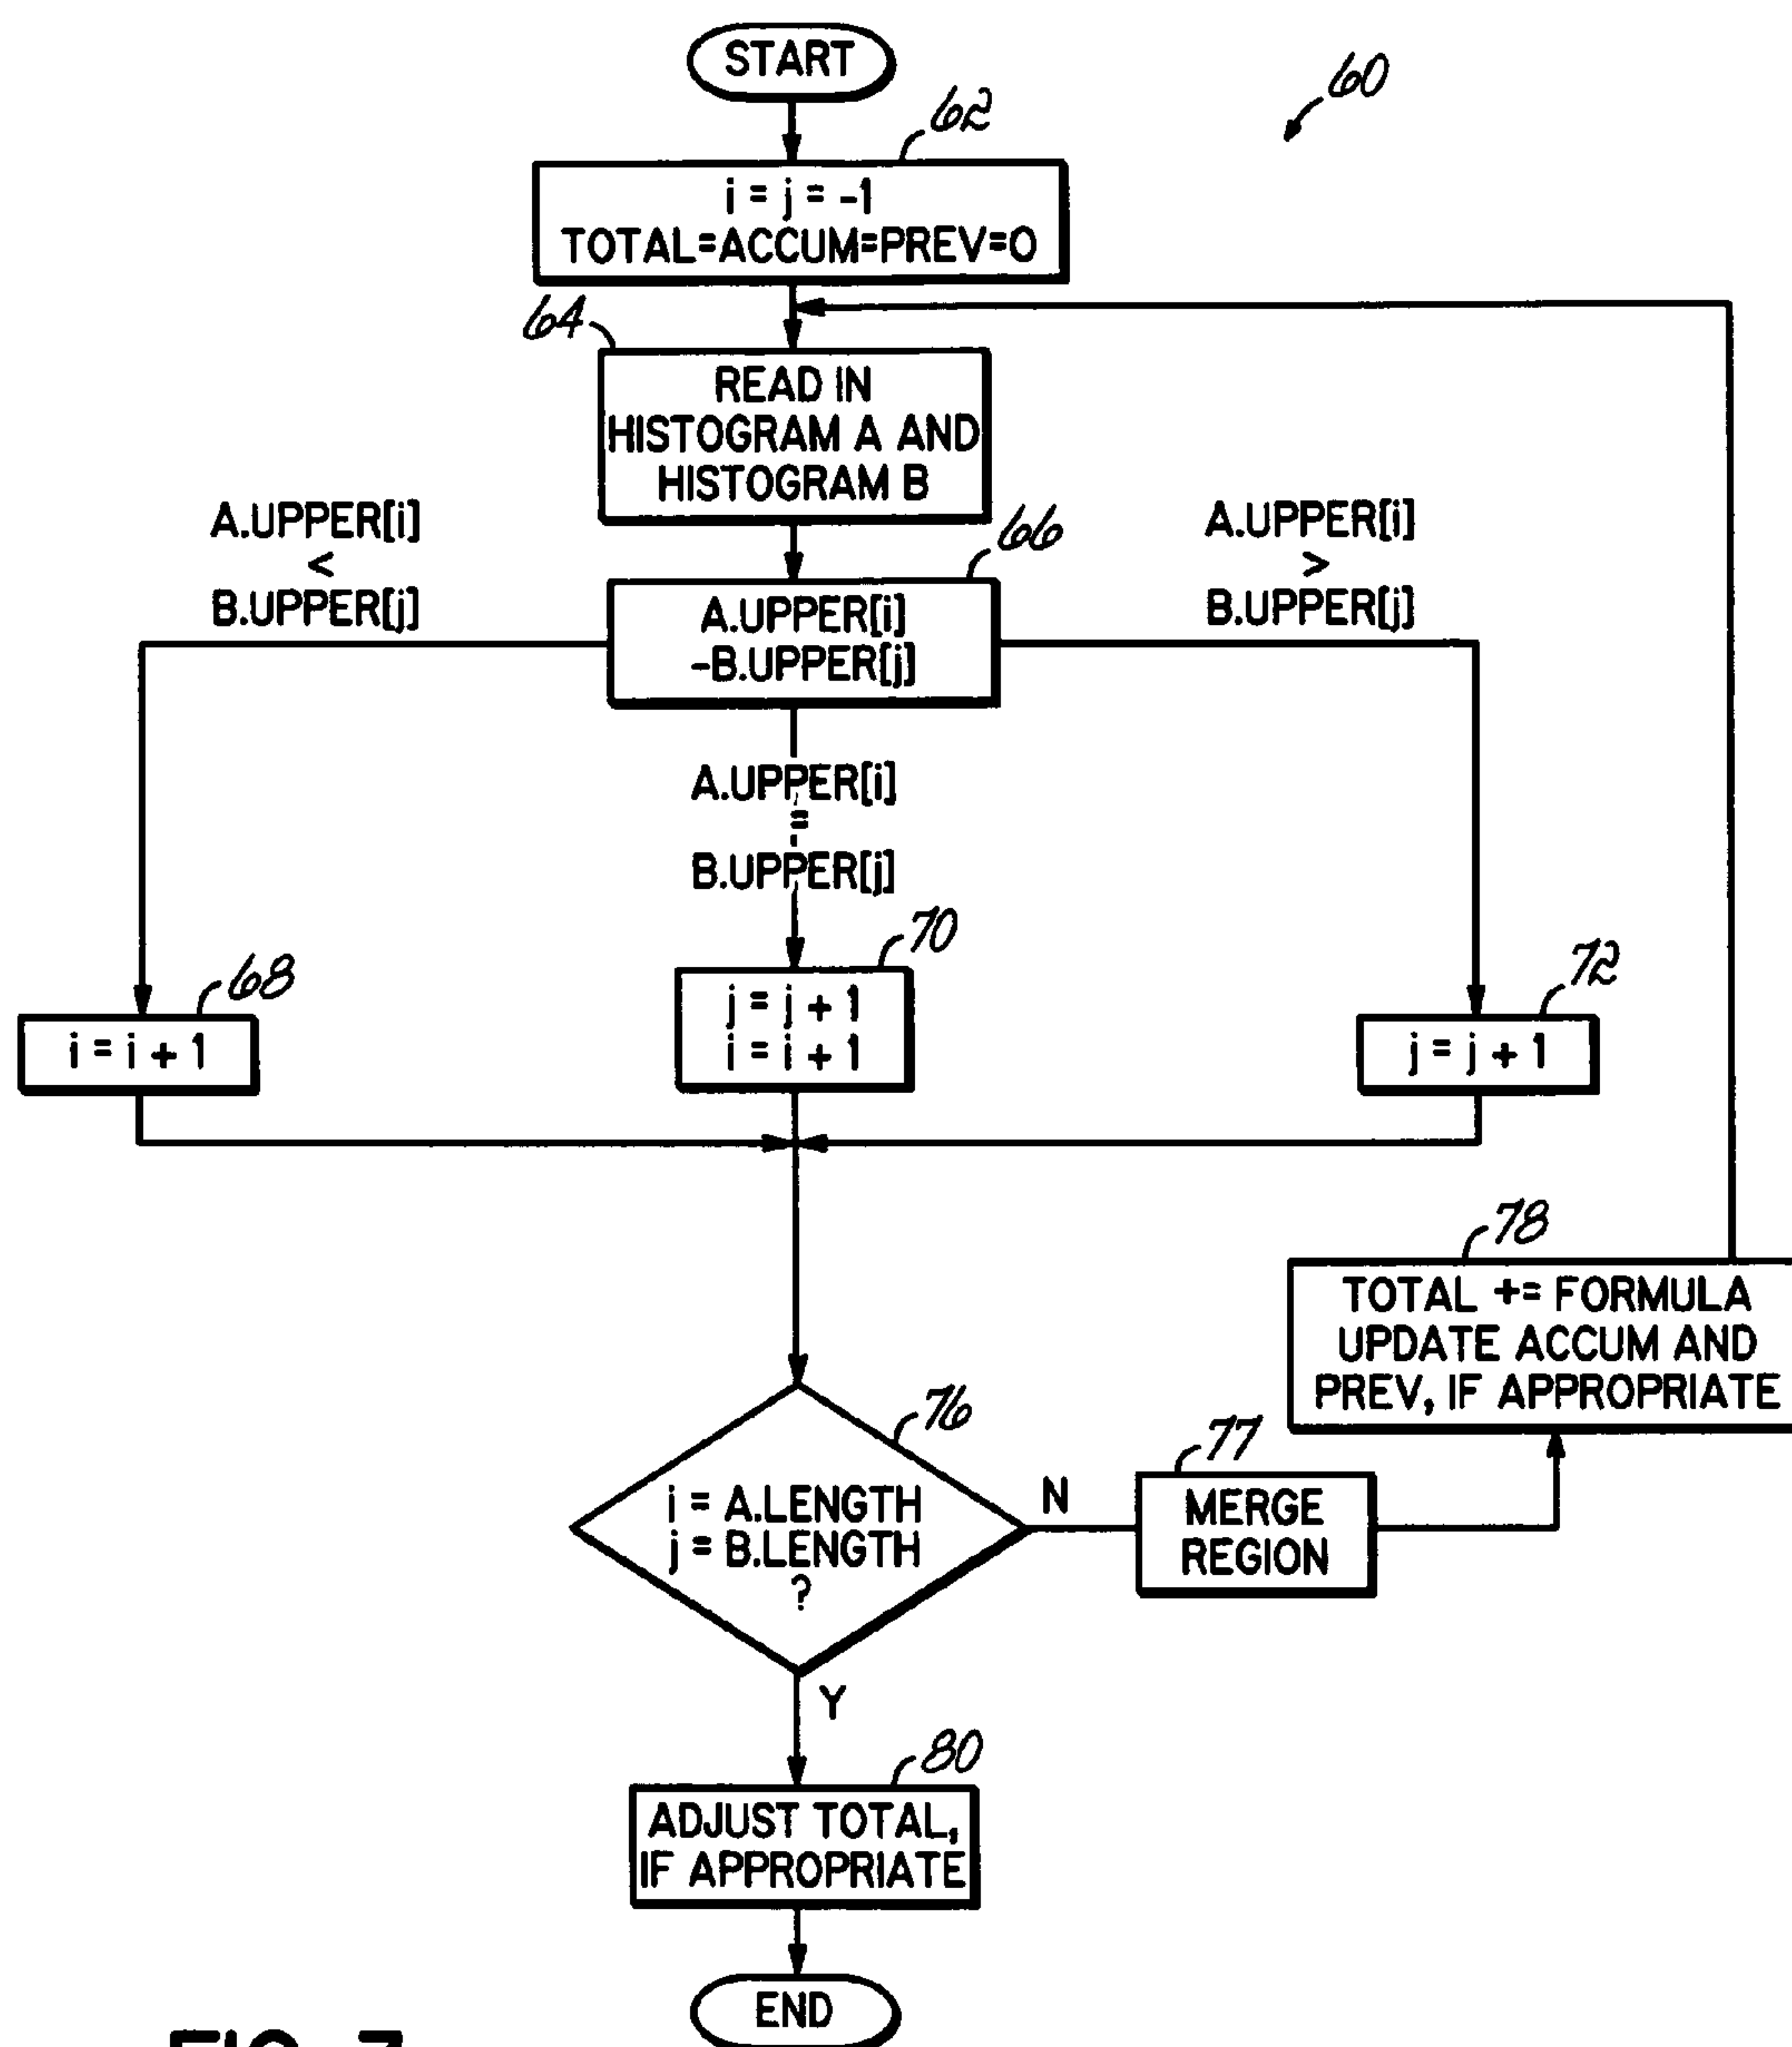 START
60
62
i = j = -1
TOTAL=ACCUM=PREV=0
64
READ IN
HISTOGRAM A AND
HISTOGRAM B
A.UPPER[i]
<
B.UPPER[j]
66
A.UPPER[i]
-B.UPPER[j]
A.UPPER[i]
>
B.UPPER[j]
A.UPPER[i]
=
B.UPPER[j]
68
i = i + 1
70
j = j + 1
i = i + 1
72
j = j + 1
76
i = A.LENGTH
j = B.LENGTH
?
N
77
MERGE
REGION
78
TOTAL += FORMULA
UPDATE ACCUM AND
PREV, IF APPROPRIATE
Y
80
ADJUST TOTAL,
IF APPROPRIATE
END